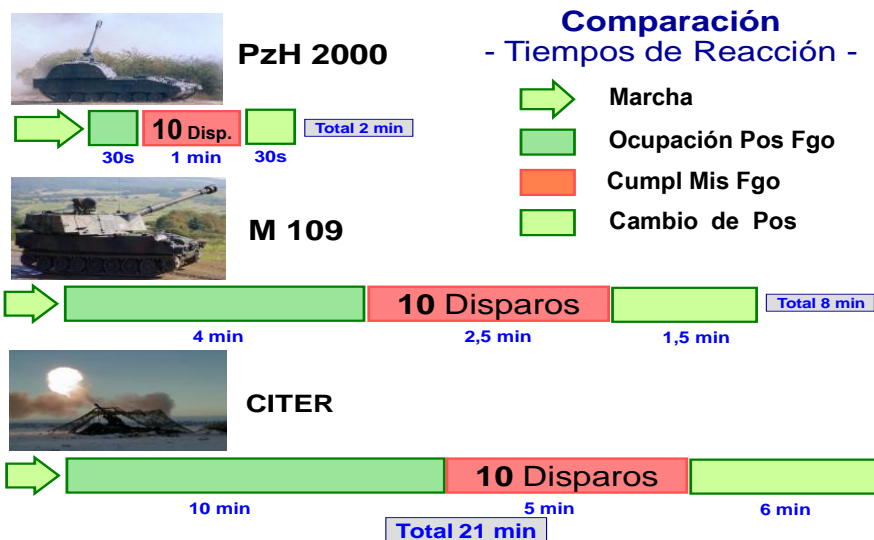 Comparación
- Tiempos de Reacción -
Marcha
Ocupación Pos Fgo
Cumpl Mis Fgo
Cambio de Pos
PzH 2000
10 Disp.
Total 2 min
30s 1 min 30s
M 109
10 Disparos
Total 8 min
4 min 2,5 min 1,5 min
CITER
10 Disparos
10 min 5 min 6 min
Total 21 min